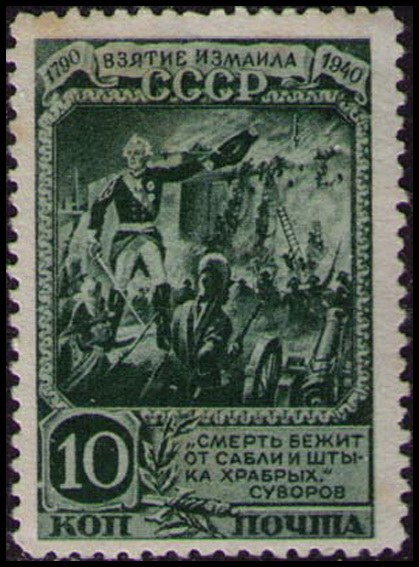 1790 ВЗЯТИЕ ИЗМАИЛА 1940
СССР
10
„СМЕРТЬ БЕЖИТ
ОТ САБЛИ И ШТЫ-
КА ХРАБРЫХ.“
СУВОРОВ
КОП ПОЧТА